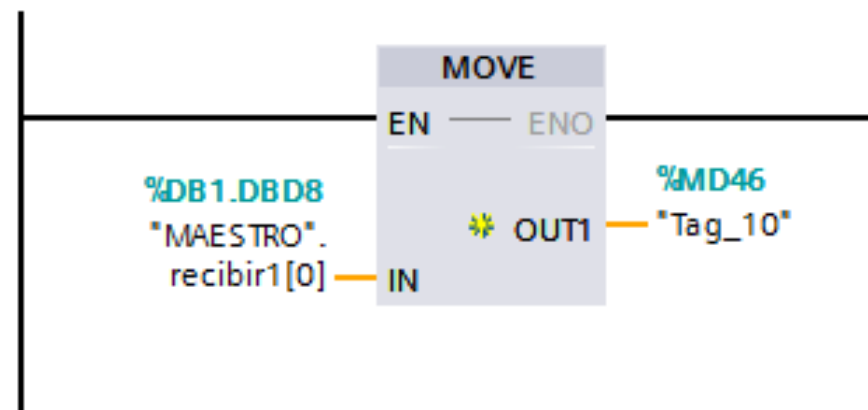 MOVE
EN ENO
%DB1.DBD8
"MAESTRO".
recibir1[0]
IN
OUT1
%MD46
"Tag_10"